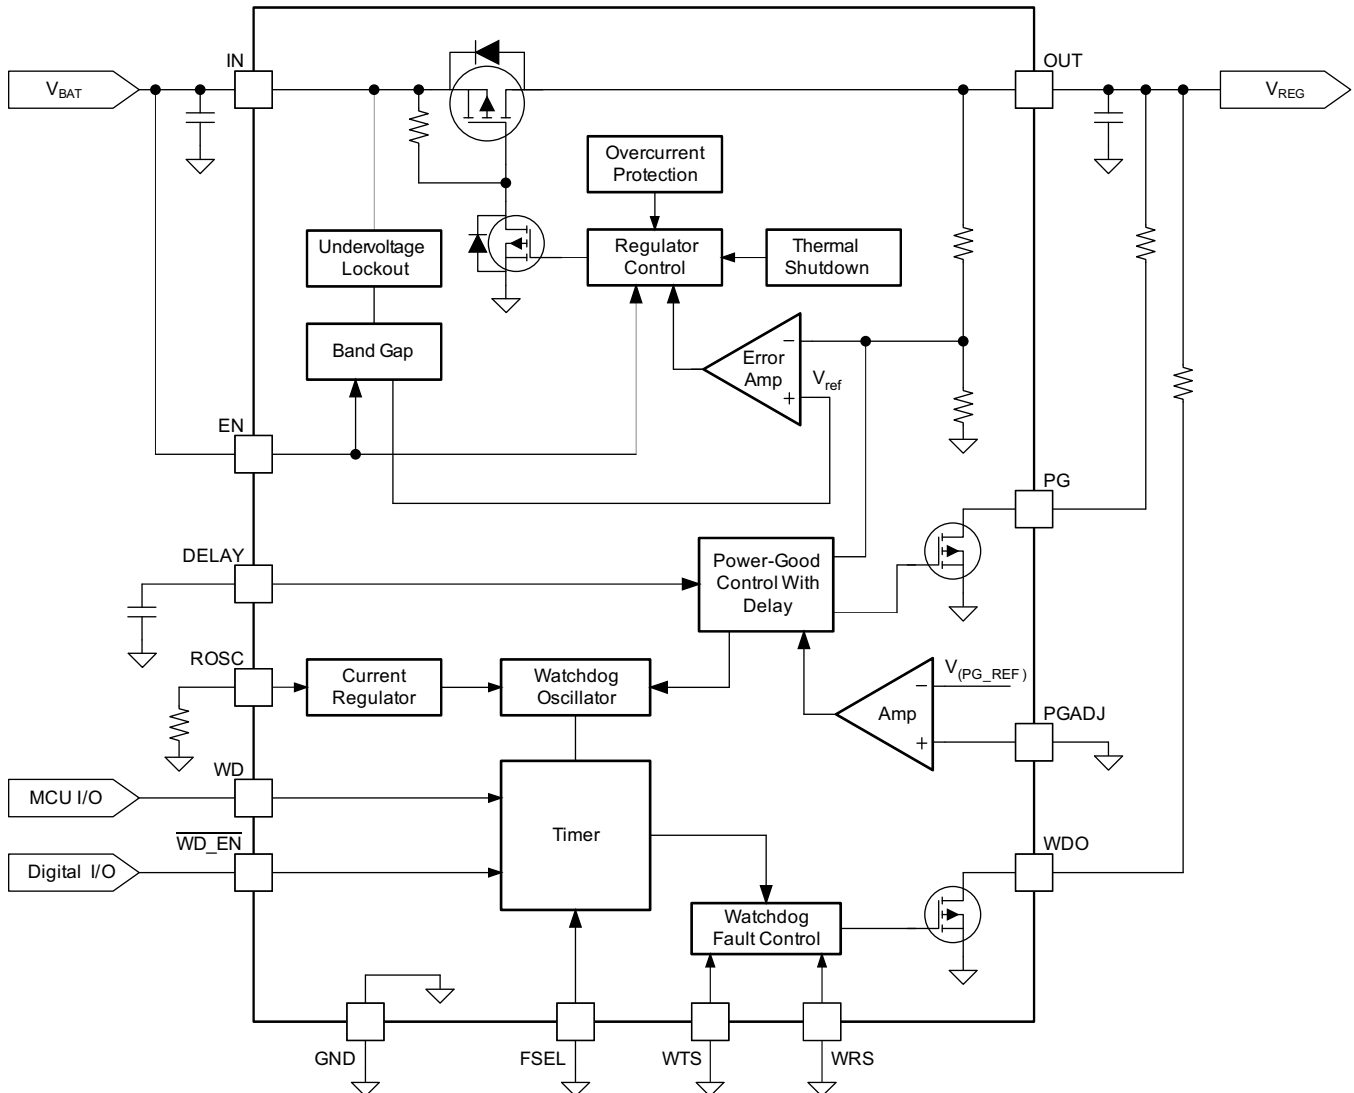 IN
OUT
V_BAT
V_REG
Overcurrent
Protection
Undervoltage
Lockout
Regulator
Control
Thermal
Shutdown
Band Gap
−
Error
Amp
V_ref
+
EN
PG
DELAY
Power-Good
Control With
Delay
ROSC
Current
Regulator
Watchdog
Oscillator
V_(PG_REF)
−
Amp
PGADJ
+
WD
MCU I/O
Timer
WD_EN
WDO
Digital I/O
Watchdog
Fault Control
GND
FSEL
WTS
WRS